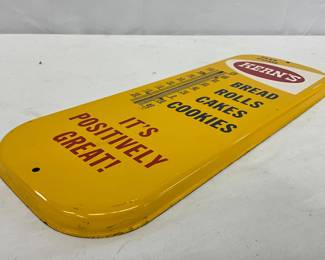 KERN'S
BREAD
ROLLS
CAKES
COOKIES
IT'S
POSITIVELY
GREAT!